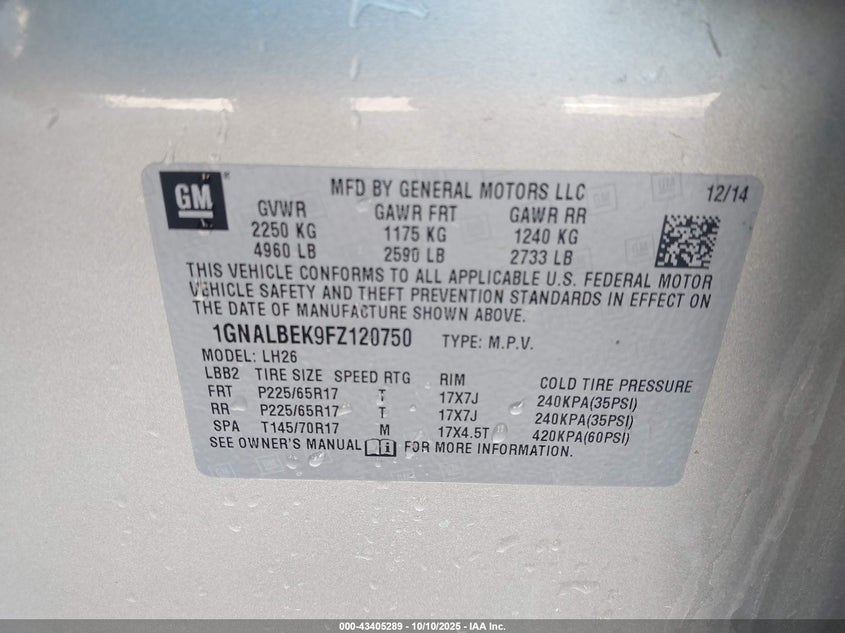 GM
MFD BY GENERAL MOTORS LLC 12/14
GVWR GAWR FRT GAWR RR
2250 KG 1175 KG 1240 KG
4960 LB 2590 LB 2733 LB
THIS VEHICLE CONFORMS TO ALL APPLICABLE U.S. FEDERAL MOTOR
VEHICLE SAFETY AND THEFT PREVENTION STANDARDS IN EFFECT ON
THE DATE OF MANUFACTURE SHOWN ABOVE.
1GNALBEK9FZ120750 TYPE: M.P.V.
MODEL: LH26
LBB2 TIRE SIZE SPEED RTG RIM COLD TIRE PRESSURE
FRT P225/65R17 T 17X7J 240KPA(35PSI)
RR P225/65R17 T 17X7J 240KPA(35PSI)
SPA T145/70R17 M 17X4.5T 420KPA(60PSI)
SEE OWNER'S MANUAL FOR MORE INFORMATION.
000-43405289 - 10/10/2025 - IAA Inc.